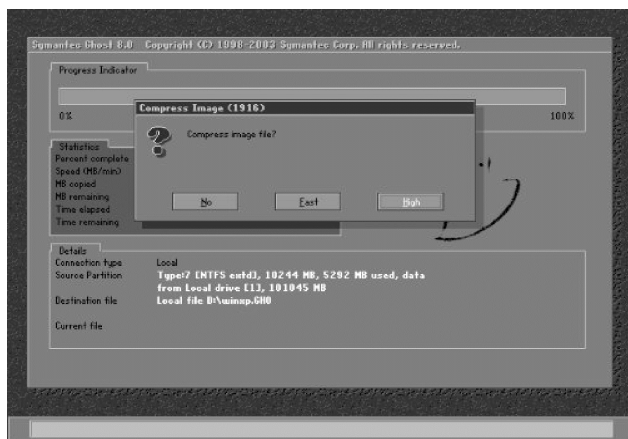 Symantec Ghost 8.0   Copyright (C) 1998-2003 Symantec Corp. All rights reserved.
Progress Indicator
0%
100%
Compress Image (1916)
Compress image file?
No
Fast
High
Statistics
Percent complete
Speed (MB/min)
MB copied
MB remaining
Time elapsed
Time remaining
Details
Connection type Local
Source Partition Type:7 [NTFS extd], 10244 MB, 5292 MB used, data
from Local drive [1], 101045 MB
Destination file Local file D:\winxp.GHO
Current file